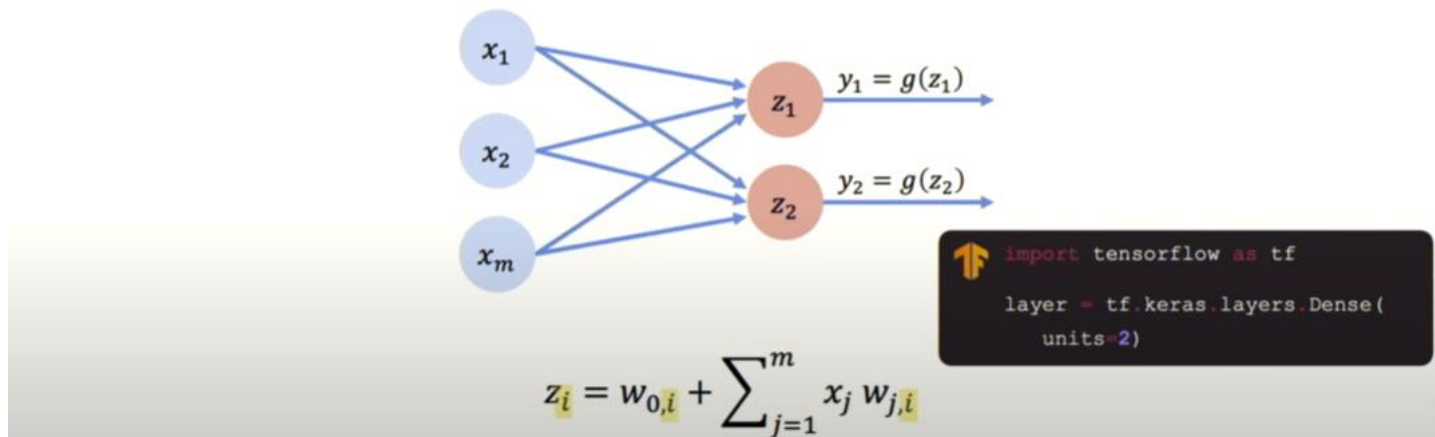 x₁
x₂
xₘ
z₁
z₂
y₁ = g(z₁)
y₂ = g(z₂)
import tensorflow as tf
layer = tf.keras.layers.Dense(
units=2)
zᵢ = w₀,ᵢ + ∑ᵐⱼ₌₁ xⱼ wⱼ,ᵢ